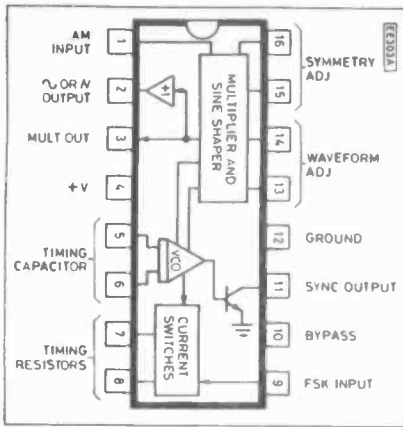 AM
INPUT
1
16
SYMMETRY
ADJ
EE303A
∿ OR /\/
OUTPUT
2
+1
15
MULTIPLIER AND
SINE SHAPER
MULT OUT
3
14
WAVEFORM
ADJ
+V
4
13
TIMING
CAPACITOR
5
VCO
12
GROUND
6
11
SYNC OUTPUT
TIMING
RESISTORS
7
CURRENT
SWITCHES
10
BYPASS
8
9
FSK INPUT